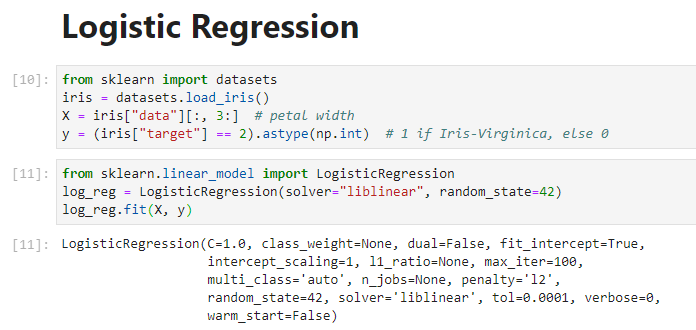 Logistic Regression
[10]: from sklearn import datasets
iris = datasets.load_iris()
X = iris["data"][:, 3:]  # petal width
y = (iris["target"] == 2).astype(np.int)  # 1 if Iris-Virginica, else 0
[11]: from sklearn.linear_model import LogisticRegression
log_reg = LogisticRegression(solver="liblinear", random_state=42)
log_reg.fit(X, y)
[11]: LogisticRegression(C=1.0, class_weight=None, dual=False, fit_intercept=True,
intercept_scaling=1, l1_ratio=None, max_iter=100,
multi_class='auto', n_jobs=None, penalty='l2',
random_state=42, solver='liblinear', tol=0.0001, verbose=0,
warm_start=False)